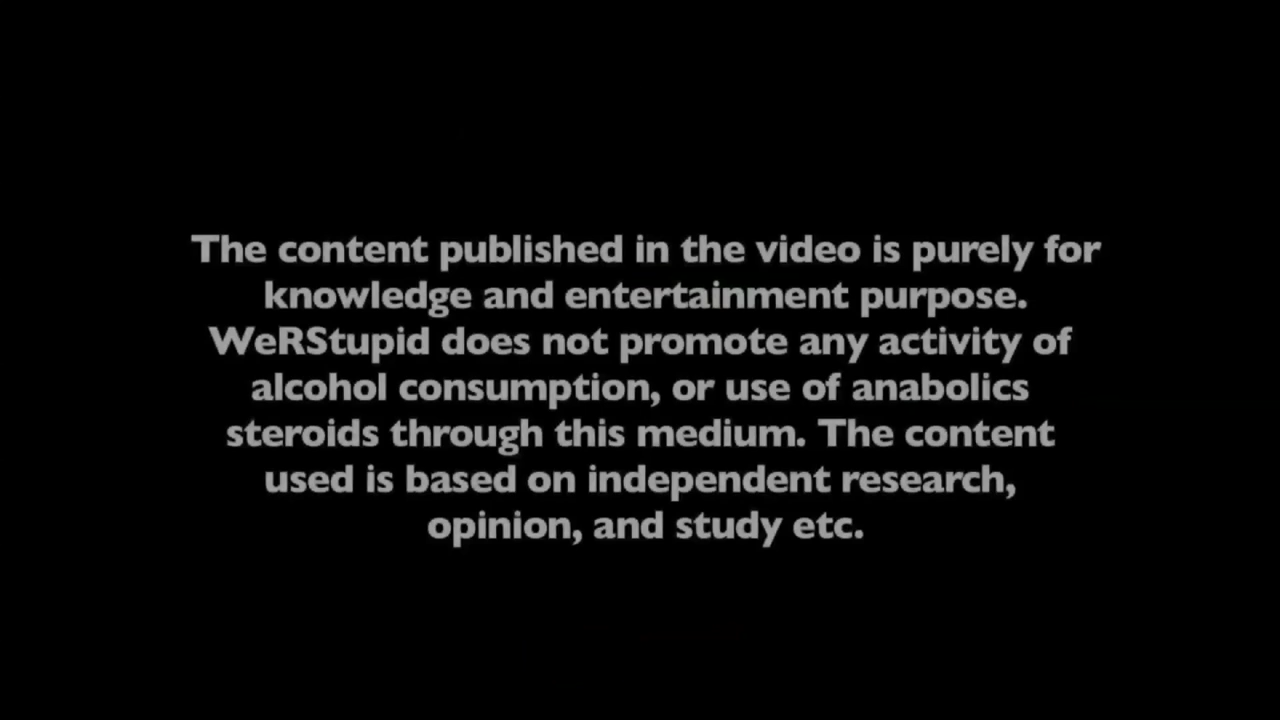 The content published in the video is purely for
knowledge and entertainment purpose.
WeRStupid does not promote any activity of
alcohol consumption, or use of anabolics
steroids through this medium. The content
used is based on independent research,
opinion, and study etc.